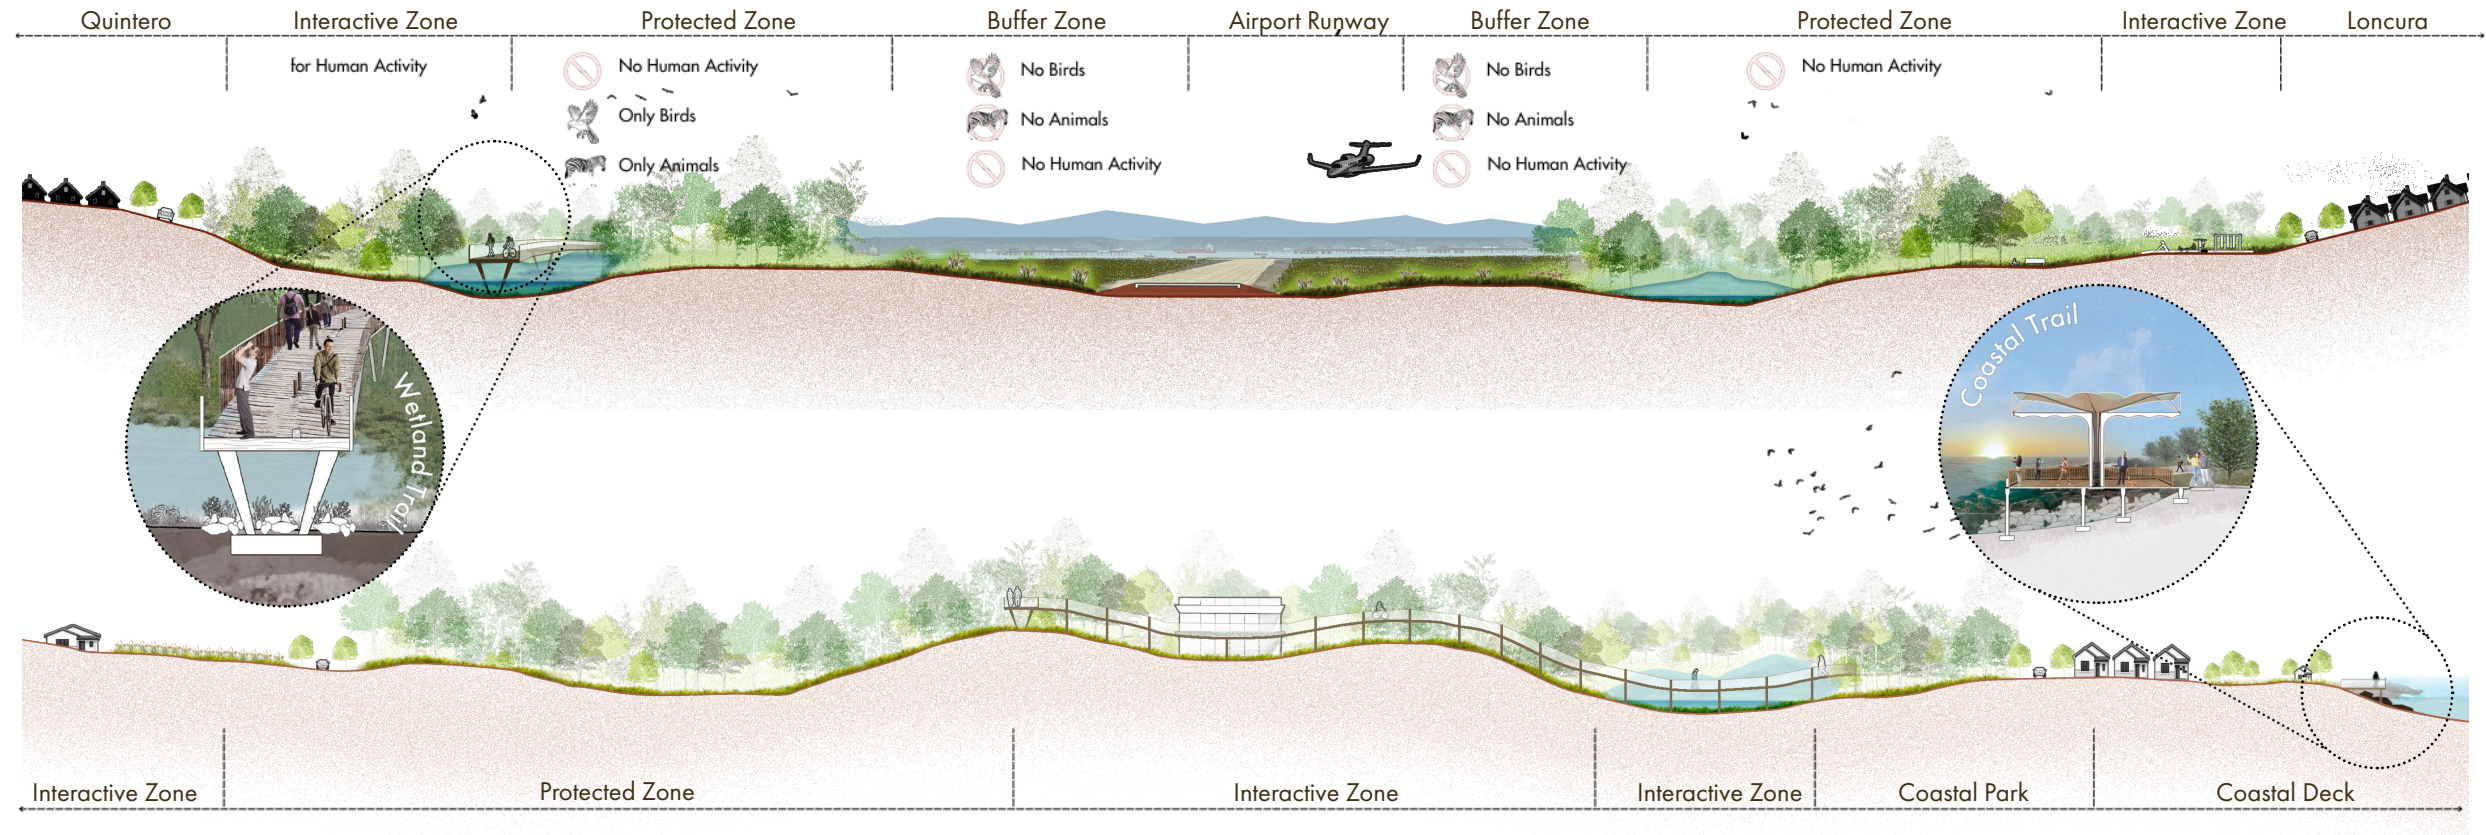 Quintero
Interactive Zone
Protected Zone
Buffer Zone
Airport Runway
Buffer Zone
Protected Zone
Interactive Zone
Loncura
for Human Activity
No Human Activity
Only Birds
Only Animals
No Birds
No Animals
No Human Activity
No Birds
No Animals
No Human Activity
No Human Activity
Wetland Trail
Coastal Trail
Interactive Zone
Protected Zone
Interactive Zone
Interactive Zone
Coastal Park
Coastal Deck